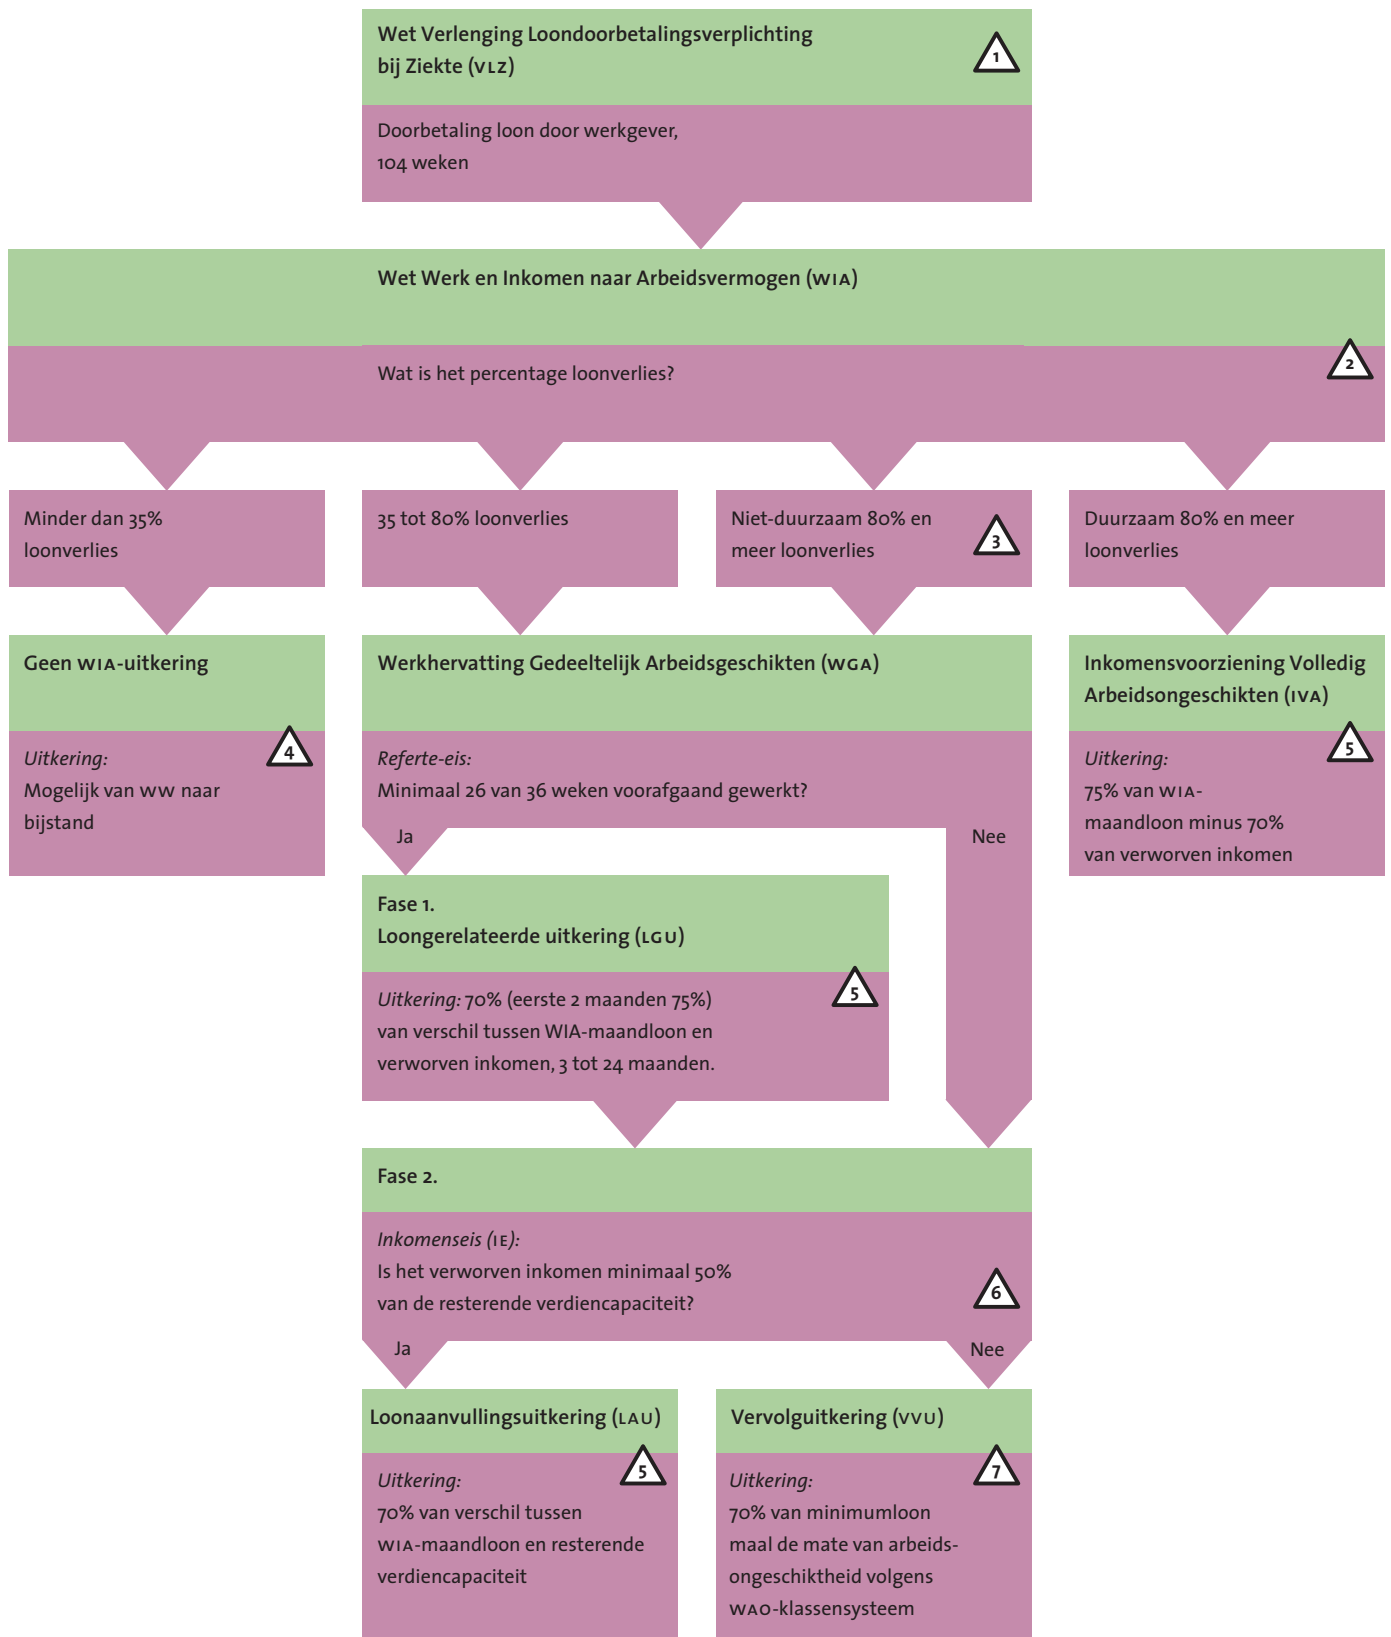 Wet Verlenging Loondoorbetalingsverplichting
bij Ziekte (VLZ)
1
Doorbetaling loon door werkgever,
104 weken
Wet Werk en Inkomen naar Arbeidsvermogen (WIA)
Wat is het percentage loonverlies?
2
Minder dan 35%
loonverlies
35 tot 80% loonverlies
Niet-duurzaam 80% en
meer loonverlies
3
Duurzaam 80% en meer
loonverlies
Geen WIA-uitkering
4
Uitkering:
Mogelijk van WW naar
bijstand
Werkhervatting Gedeeltelijk Arbeidsgeschikten (WGA)
Referte-eis:
Minimaal 26 van 36 weken voorafgaand gewerkt?
Ja
Nee
Inkomensvoorziening Volledig
Arbeidsongeschikten (IVA)
5
Uitkering:
75% van WIA-
maandloon minus 70%
van verworven inkomen
Fase 1.
Loongerelateerde uitkering (LGU)
5
Uitkering: 70% (eerste 2 maanden 75%)
van verschil tussen WIA-maandloon en
verworven inkomen, 3 tot 24 maanden.
Fase 2.
Inkomenseis (IE):
Is het verworven inkomen minimaal 50%
van de resterende verdiencapaciteit?
6
Ja
Nee
Loonaanvullingsuitkering (LAU)
5
Uitkering:
70% van verschil tussen
WIA-maandloon en resterende
verdiencapaciteit
Vervolguitkering (VVU)
7
Uitkering:
70% van minimumloon
maal de mate van arbeids-
ongeschiktheid volgens
WAO-klassensysteem